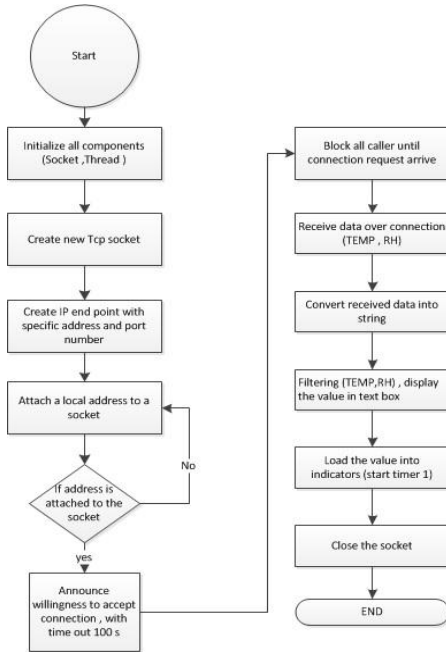 Start
Initialize all components
(Socket ,Thread )
Create new Tcp socket
Create IP end point with
specific address and port
number
Attach a local address to a
socket
No
If address is
attached to the
socket
yes
Announce
willingness to accept
connection , with
time out 100 s
Block all caller until
connection request arrive
Receive data over connection
(TEMP , RH)
Convert received data into
string
Filtering (TEMP,RH) , display
the value in text box
Load the value into
indicators (start timer 1)
Close the socket
END